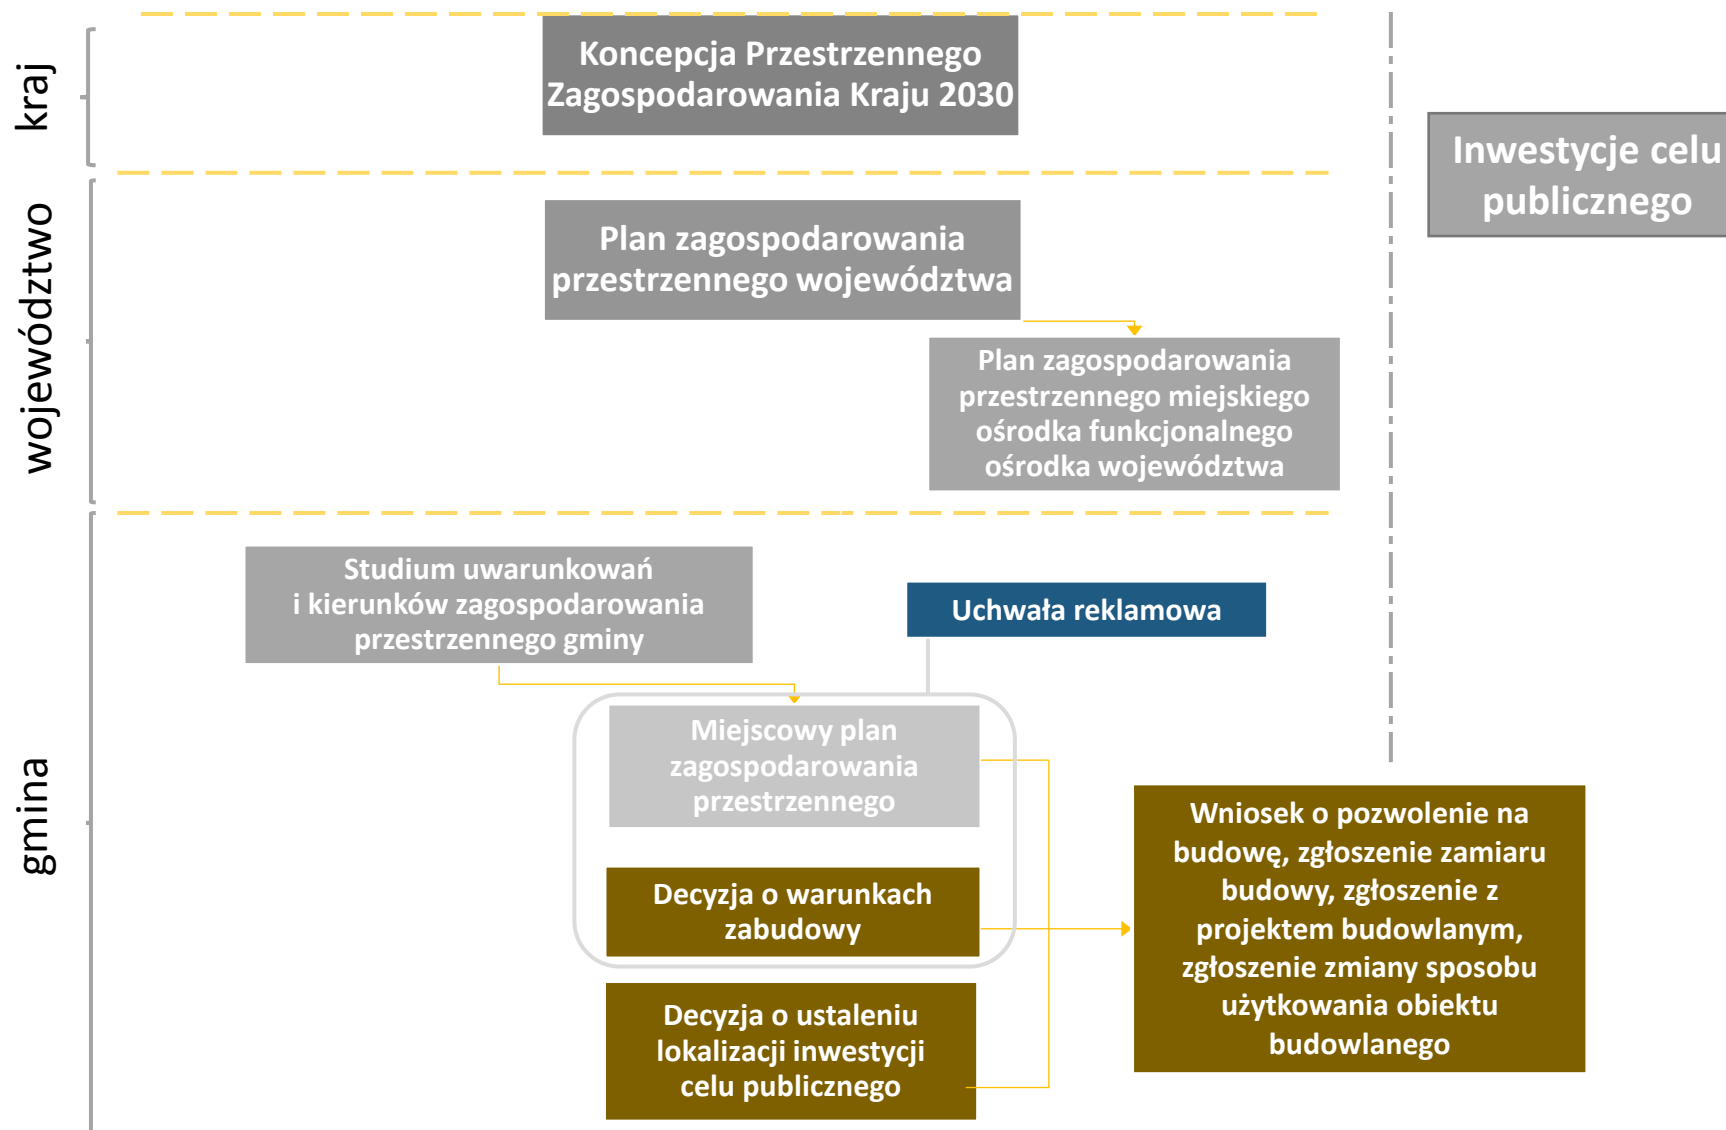 kraj
Koncepcja Przestrzennego
Zagospodarowania Kraju 2030
Inwestycje celu
publicznego
województwo
Plan zagospodarowania
przestrzennego województwa
Plan zagospodarowania
przestrzennego miejskiego
ośrodka funkcjonalnego
ośrodka województwa
gmina
Studium uwarunkowań
i kierunków zagospodarowania
przestrzennego gminy
Uchwała reklamowa
Miejscowy plan
zagospodarowania
przestrzennego
Decyzja o warunkach
zabudowy
Decyzja o ustaleniu
lokalizacji inwestycji
celu publicznego
Wniosek o pozwolenie na
budowę, zgłoszenie zamiaru
budowy, zgłoszenie z
projektem budowlanym,
zgłoszenie zmiany sposobu
użytkowania obiektu
budowlanego